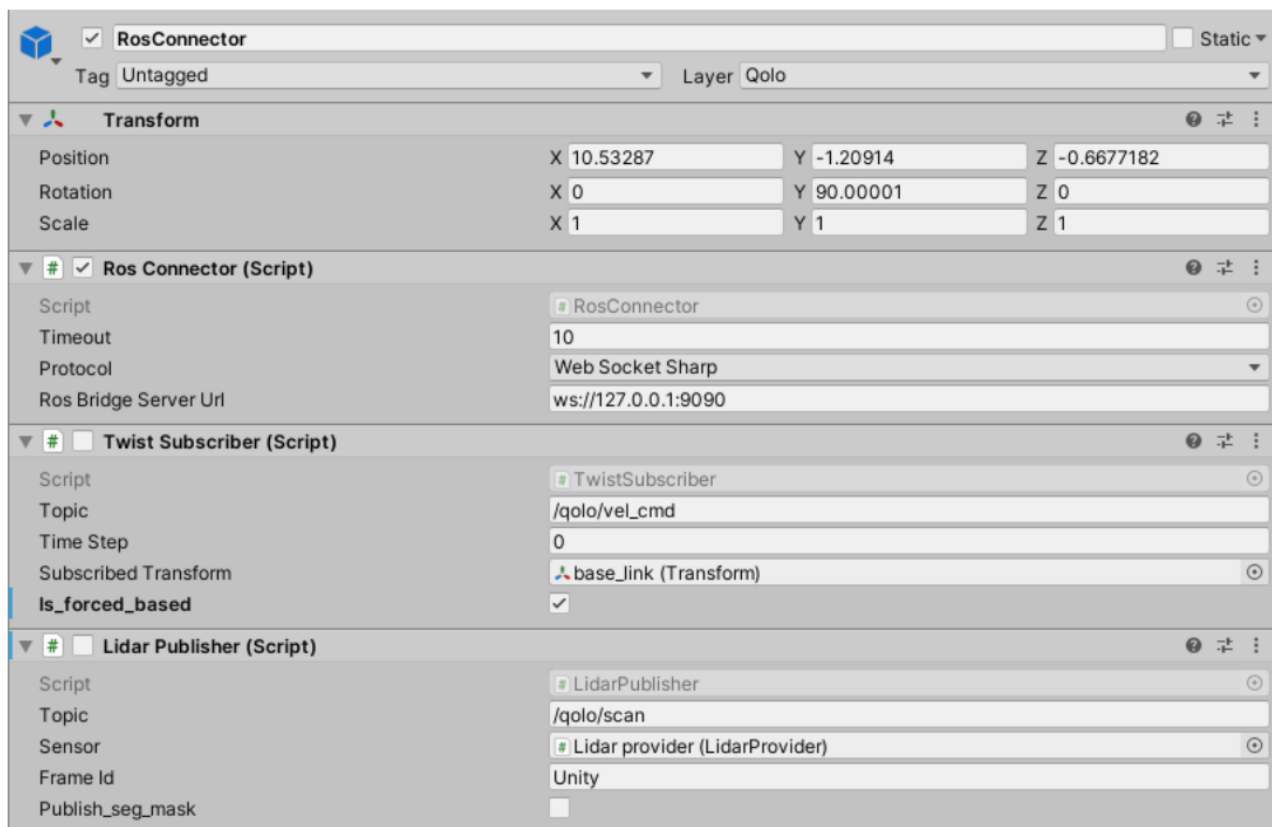 RosConnector Static
Tag Untagged Layer Qolo
Transform
Position X 10.53287 Y -1.20914 Z -0.6677182
Rotation X 0 Y 90.00001 Z 0
Scale X 1 Y 1 Z 1
# Ros Connector (Script)
Script # RosConnector
Timeout 10
Protocol Web Socket Sharp
Ros Bridge Server Url ws://127.0.0.1:9090
# Twist Subscriber (Script)
Script # TwistSubscriber
Topic /qolo/vel_cmd
Time Step 0
Subscribed Transform base_link (Transform)
Is_forced_based
# Lidar Publisher (Script)
Script # LidarPublisher
Topic /qolo/scan
Sensor # Lidar provider (LidarProvider)
Frame Id Unity
Publish_seg_mask